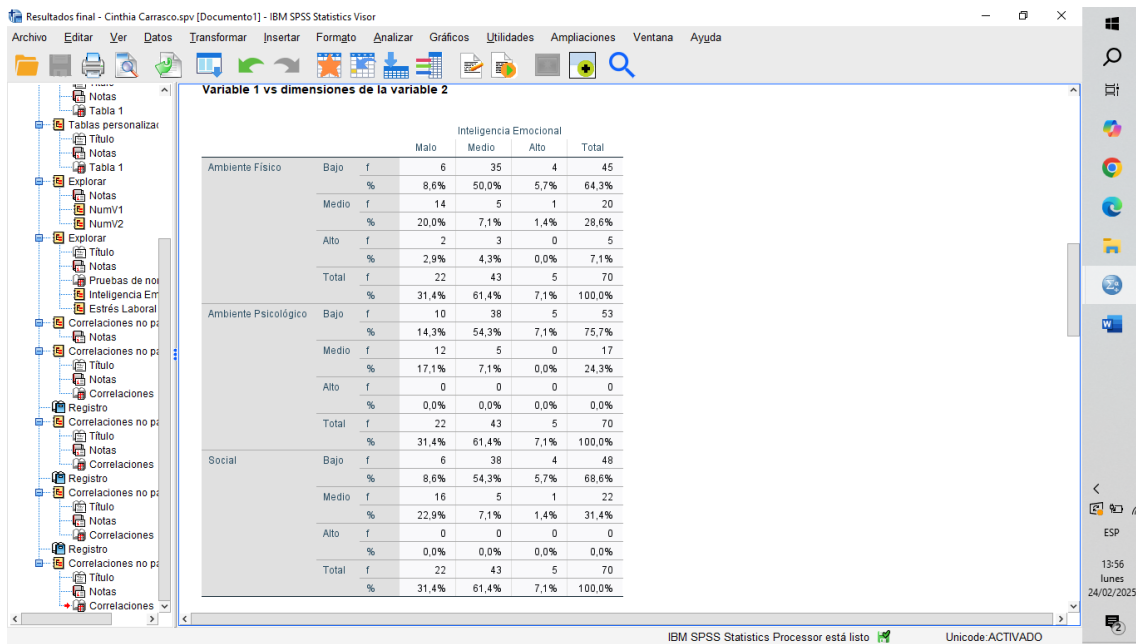 Resultados final - Cinthia Carrasco.spv [Documento1] - IBM SPSS Statistics Visor
Archivo Editar Ver Datos Transformar Insertar Formato Analizar Gráficos Utilidades Ampliaciones Ventana Ayuda
Notas
Tabla 1
Tablas personaliza
Título
Notas
Tabla 1
Explorar
Notas
NumV1
NumV2
Explorar
Título
Notas
Pruebas de nor
Inteligencia Em
Estrés Laboral
Correlaciones no pa
Notas
Correlaciones no pa
Título
Notas
Correlaciones
Registro
Correlaciones no pa
Título
Notas
Correlaciones
Registro
Correlaciones no pa
Título
Notas
Correlaciones
Registro
Correlaciones no pa
Título
Notas
Correlaciones
Variable 1 vs dimensiones de la variable 2
Inteligencia Emocional
Malo Medio Alto Total
Ambiente Físico Bajo f 6 35 4 45
% 8,6% 50,0% 5,7% 64,3%
Medio f 14 5 1 20
% 20,0% 7,1% 1,4% 28,6%
Alto f 2 3 0 5
% 2,9% 4,3% 0,0% 7,1%
Total f 22 43 5 70
% 31,4% 61,4% 7,1% 100,0%
Ambiente Psicológico Bajo f 10 38 5 53
% 14,3% 54,3% 7,1% 75,7%
Medio f 12 5 0 17
% 17,1% 7,1% 0,0% 24,3%
Alto f 0 0 0 0
% 0,0% 0,0% 0,0% 0,0%
Total f 22 43 5 70
% 31,4% 61,4% 7,1% 100,0%
Social Bajo f 6 38 4 48
% 8,6% 54,3% 5,7% 68,6%
Medio f 16 5 1 22
% 22,9% 7,1% 1,4% 31,4%
Alto f 0 0 0 0
% 0,0% 0,0% 0,0% 0,0%
Total f 22 43 5 70
% 31,4% 61,4% 7,1% 100,0%
IBM SPSS Statistics Processor está listo Unicode:ACTIVADO
ESP
13:56
lunes
24/02/2025
2